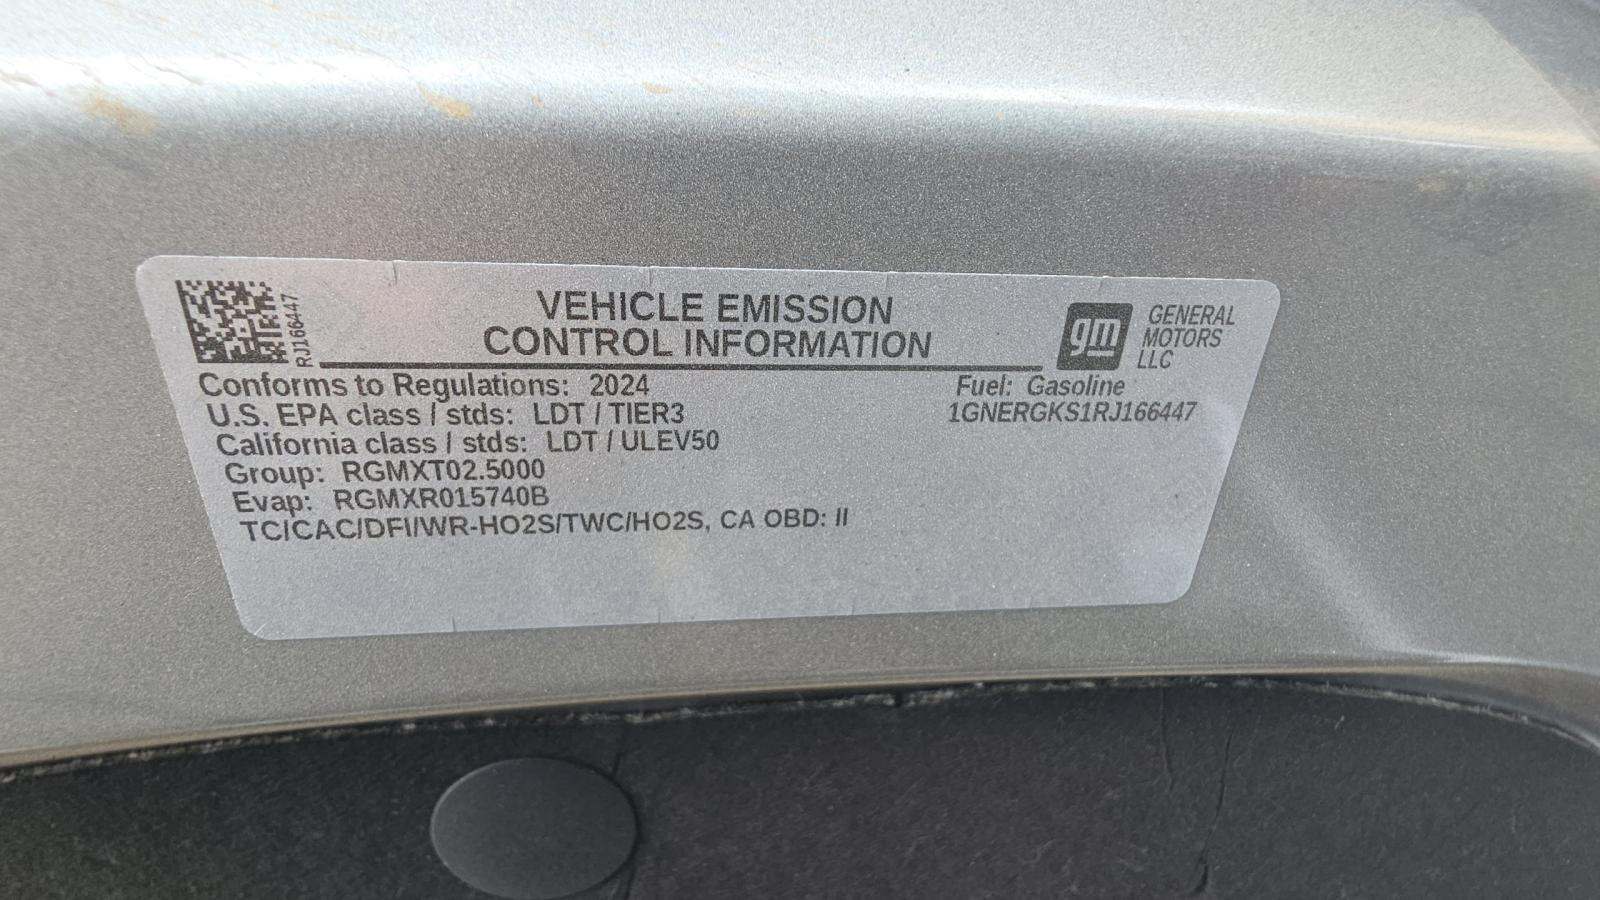 RJ166447
VEHICLE EMISSION
CONTROL INFORMATION
gm
GENERAL
MOTORS
LLC
Conforms to Regulations: 2024
Fuel: Gasoline
U.S. EPA class / stds: LDT / TIER3
1GNERGKS1RJ166447
California class / stds: LDT / ULEV50
Group: RGMXT02.5000
Evap: RGMXR015740B
TC/CAC/DFI/WR-HO2S/TWC/HO2S, CA OBD: II